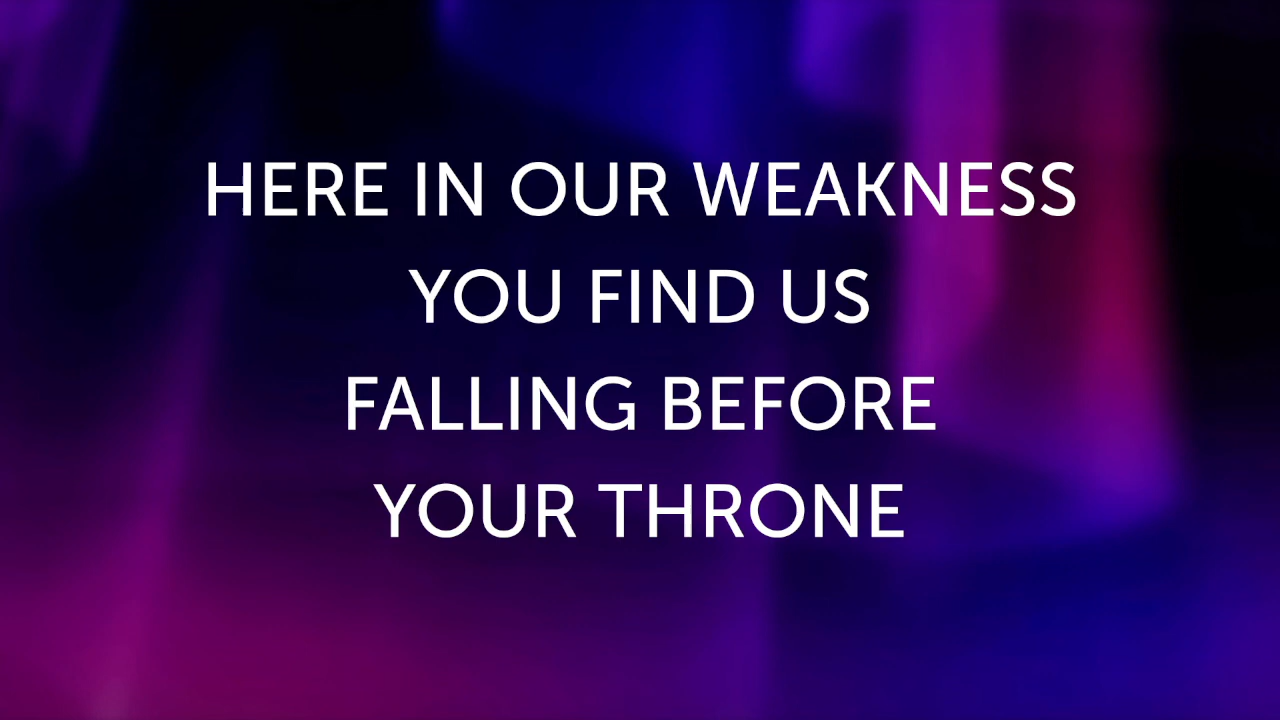 HERE IN OUR WEAKNESS
YOU FIND US
FALLING BEFORE
YOUR THRONE